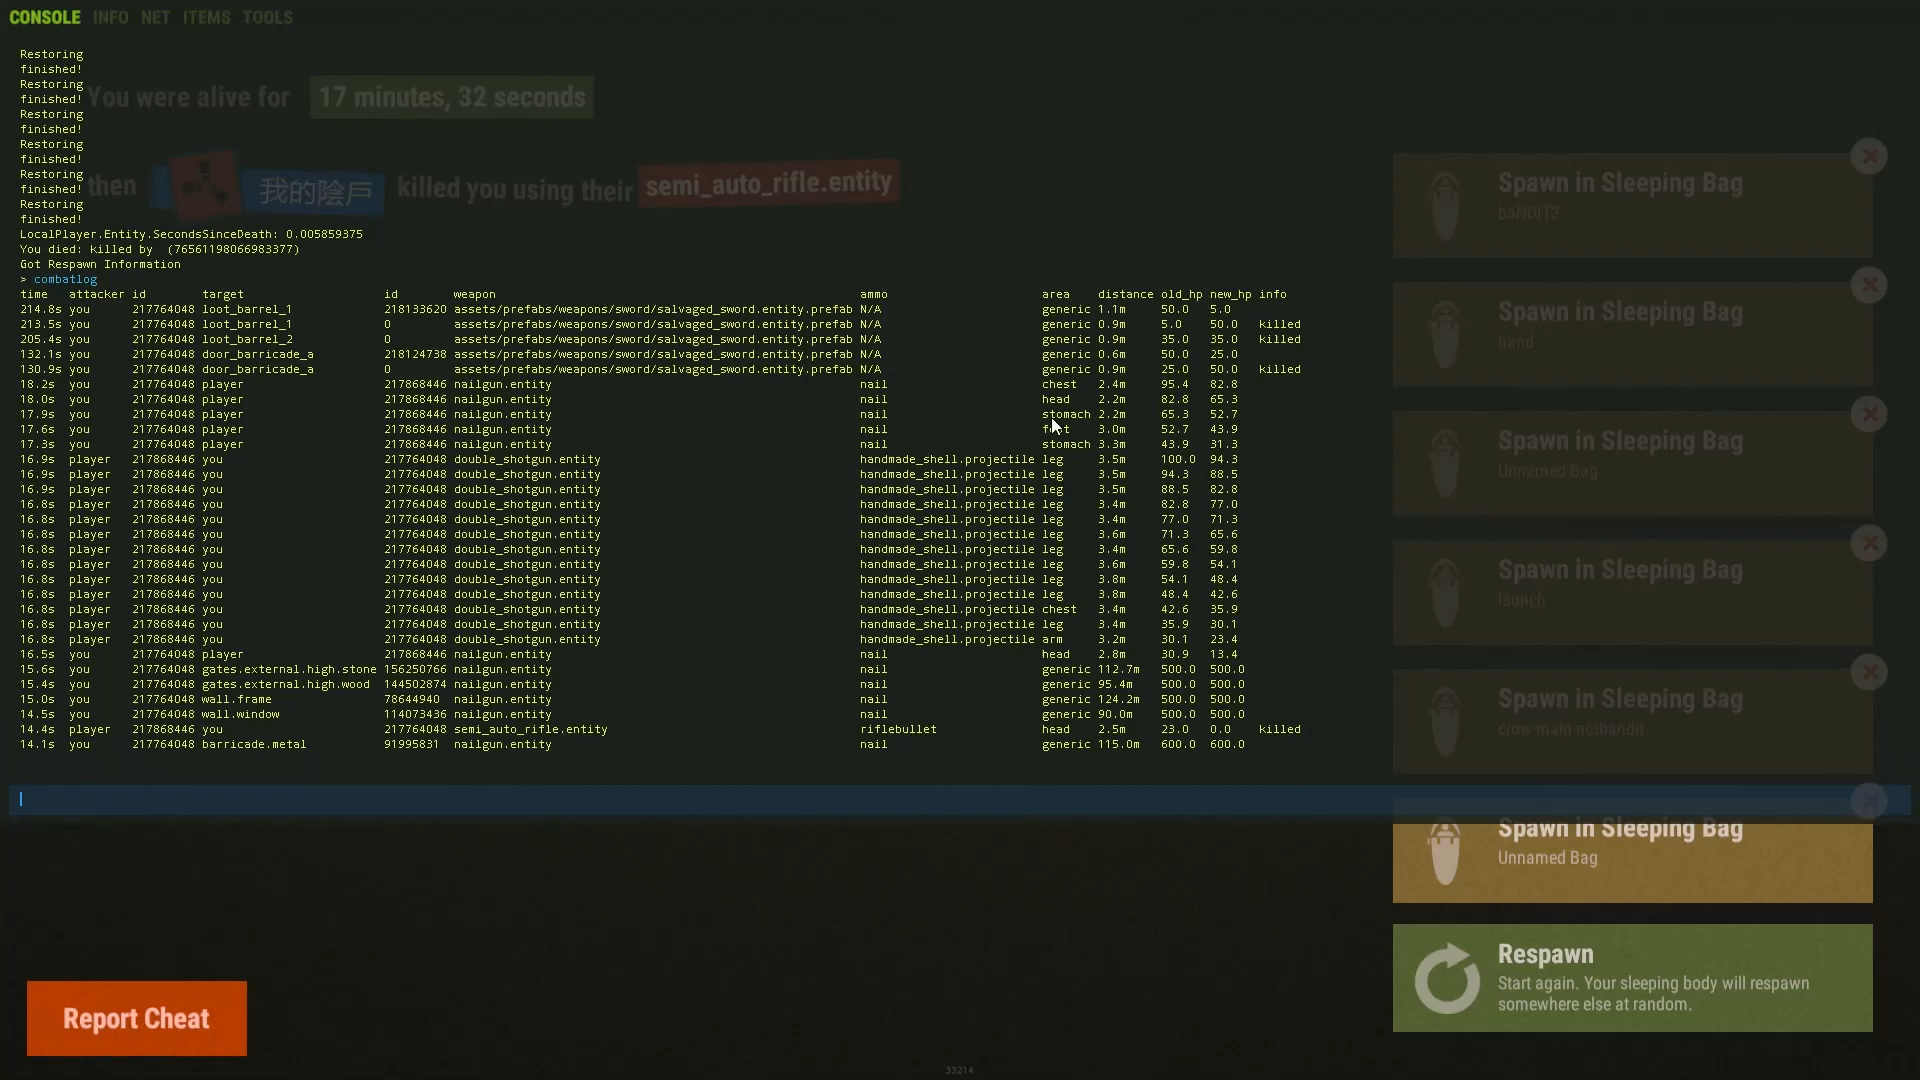 CONSOLE INFO NET ITEMS TOOLS
Restoring
finished!
Restoring
finished!
Restoring
finished!
Restoring
finished!
Restoring
finished!
Restoring
finished!
You were alive for 17 minutes, 32 seconds
then 我的陰戶 killed you using their semi_auto_rifle.entity
LocalPlayer.Entity.SecondsSinceDeath: 0.005859375
You died: killed by (76561198066983377)
Got Respawn Information
> combatlog
time attacker id target id weapon ammo area distance old_hp new_hp info
214.8s you 217764048 loot_barrel_1 218133620 assets/prefabs/weapons/sword/salvaged_sword.entity.prefab N/A generic 1.1m 50.0 5.0
213.5s you 217764048 loot_barrel_1 0 assets/prefabs/weapons/sword/salvaged_sword.entity.prefab N/A generic 0.9m 5.0 50.0 killed
205.4s you 217764048 loot_barrel_2 0 assets/prefabs/weapons/sword/salvaged_sword.entity.prefab N/A generic 0.9m 35.0 35.0 killed
132.1s you 217764048 door_barricade_a 218124738 assets/prefabs/weapons/sword/salvaged_sword.entity.prefab N/A generic 0.6m 50.0 25.0
130.9s you 217764048 door_barricade_a 0 assets/prefabs/weapons/sword/salvaged_sword.entity.prefab N/A generic 0.9m 25.0 50.0 killed
18.2s you 217764048 player 217868446 nailgun.entity nail chest 2.4m 95.4 82.8
18.0s you 217764048 player 217868446 nailgun.entity nail head 2.2m 82.8 65.3
17.9s you 217764048 player 217868446 nailgun.entity nail stomach 2.2m 65.3 52.7
17.6s you 217764048 player 217868446 nailgun.entity nail 3.0m 52.7 43.9
17.3s you 217764048 player 217868446 nailgun.entity nail stomach 3.3m 43.9 31.3
16.9s player 217868446 you 217764048 double_shotgun.entity handmade_shell.projectile leg 3.5m 100.0 94.3
16.9s player 217868446 you 217764048 double_shotgun.entity handmade_shell.projectile leg 3.5m 94.3 88.5
16.9s player 217868446 you 217764048 double_shotgun.entity handmade_shell.projectile leg 3.5m 88.5 82.8
16.8s player 217868446 you 217764048 double_shotgun.entity handmade_shell.projectile leg 3.4m 82.8 77.0
16.8s player 217868446 you 217764048 double_shotgun.entity handmade_shell.projectile leg 3.4m 77.0 71.3
16.8s player 217868446 you 217764048 double_shotgun.entity handmade_shell.projectile leg 3.6m 71.3 65.6
16.8s player 217868446 you 217764048 double_shotgun.entity handmade_shell.projectile leg 3.4m 65.6 59.8
16.8s player 217868446 you 217764048 double_shotgun.entity handmade_shell.projectile leg 3.6m 59.8 54.1
16.8s player 217868446 you 217764048 double_shotgun.entity handmade_shell.projectile leg 3.8m 54.1 48.4
16.8s player 217868446 you 217764048 double_shotgun.entity handmade_shell.projectile leg 3.8m 48.4 42.6
16.8s player 217868446 you 217764048 double_shotgun.entity handmade_shell.projectile chest 3.4m 42.6 35.9
16.8s player 217868446 you 217764048 double_shotgun.entity handmade_shell.projectile leg 3.4m 35.9 30.1
16.8s player 217868446 you 217764048 double_shotgun.entity handmade_shell.projectile arm 3.2m 30.1 23.4
16.5s you 217764048 player 217868446 nailgun.entity nail head 2.8m 30.9 13.4
15.6s you 217764048 gates.external.high.stone 156250766 nailgun.entity nail generic 112.7m 500.0 500.0
15.4s you 217764048 gates.external.high.wood 144502874 nailgun.entity nail generic 95.4m 500.0 500.0
15.0s you 217764048 wall.frame 78644940 nailgun.entity nail generic 124.2m 500.0 500.0
14.5s you 217764048 wall.window 114073436 nailgun.entity nail generic 90.0m 500.0 500.0
14.4s player 217868446 you 217764048 semi_auto_rifle.entity riflebullet head 2.5m 23.0 0.0 killed
14.1s you 217764048 barricade.metal 91995831 nailgun.entity nail generic 115.0m 600.0 600.0
Spawn in Sleeping Bag
baNDIT2
Spawn in Sleeping Bag
band
Spawn in Sleeping Bag
Unnamed Bag
Spawn in Sleeping Bag
launch
Spawn in Sleeping Bag
crow main notbandit
Spawn in Sleeping Bag
Unnamed Bag
Respawn
Start again. Your sleeping body will respawn
somewhere else at random.
Report Cheat
33214